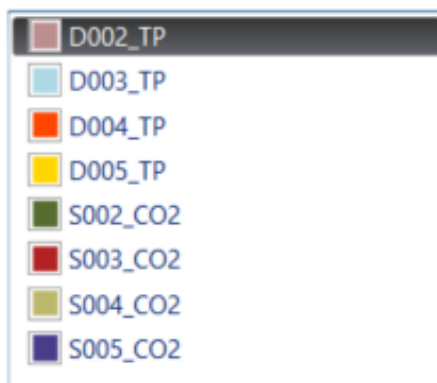 D002_TP
D003_TP
D004_TP
D005_TP
S002_CO2
S003_CO2
S004_CO2
S005_CO2